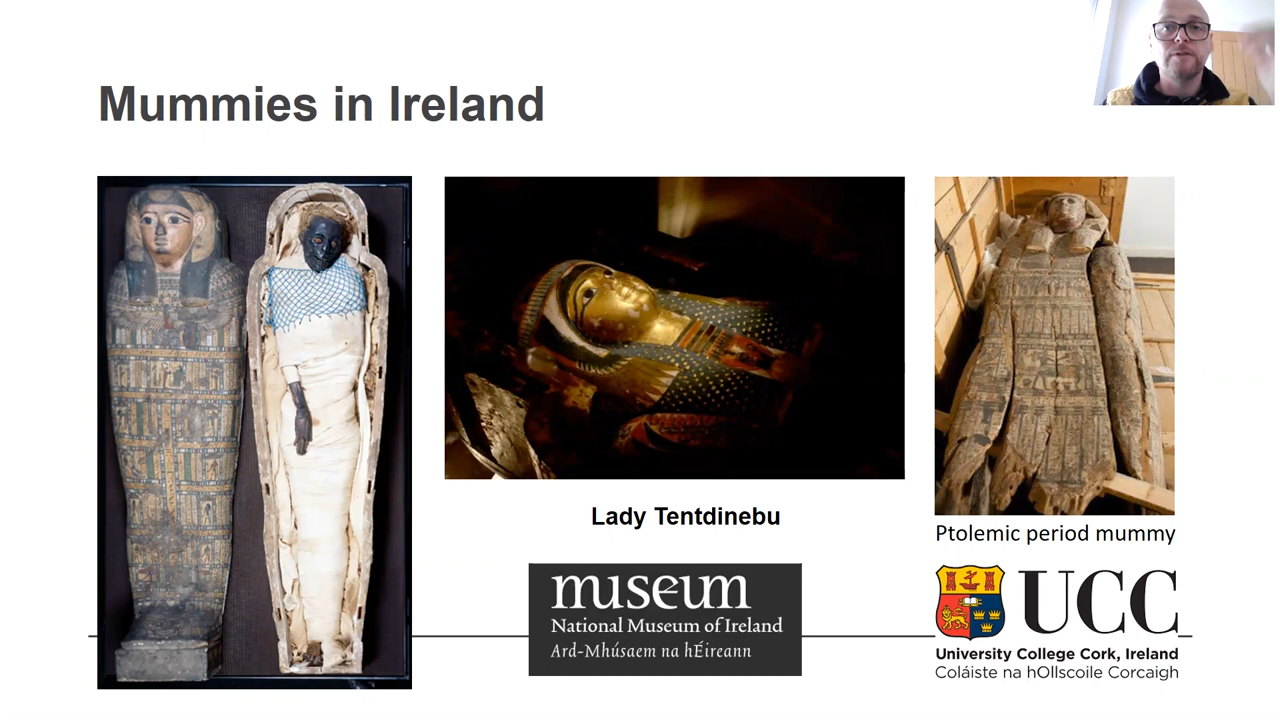 Mummies in Ireland
Lady Tentdinebu
Ptolemic period mummy
museum
National Museum of Ireland
Ard-Mhúsaem na hÉireann
UCC
University College Cork, Ireland
Coláiste na hOllscoile Corcaigh